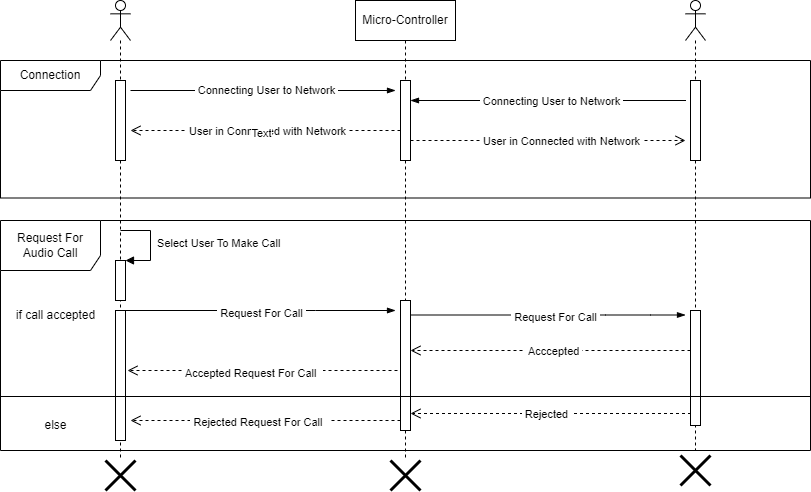 Micro-Controller
Connection
Connecting User to Network
Connecting User to Network
User in Conr
Text
d with Network
User in Connected with Network
Request For
Audio Call
Select User To Make Call
if call accepted
Request For Call
Request For Call
Acccepted
Accepted Request For Call
Rejected
Rejected Request For Call
else